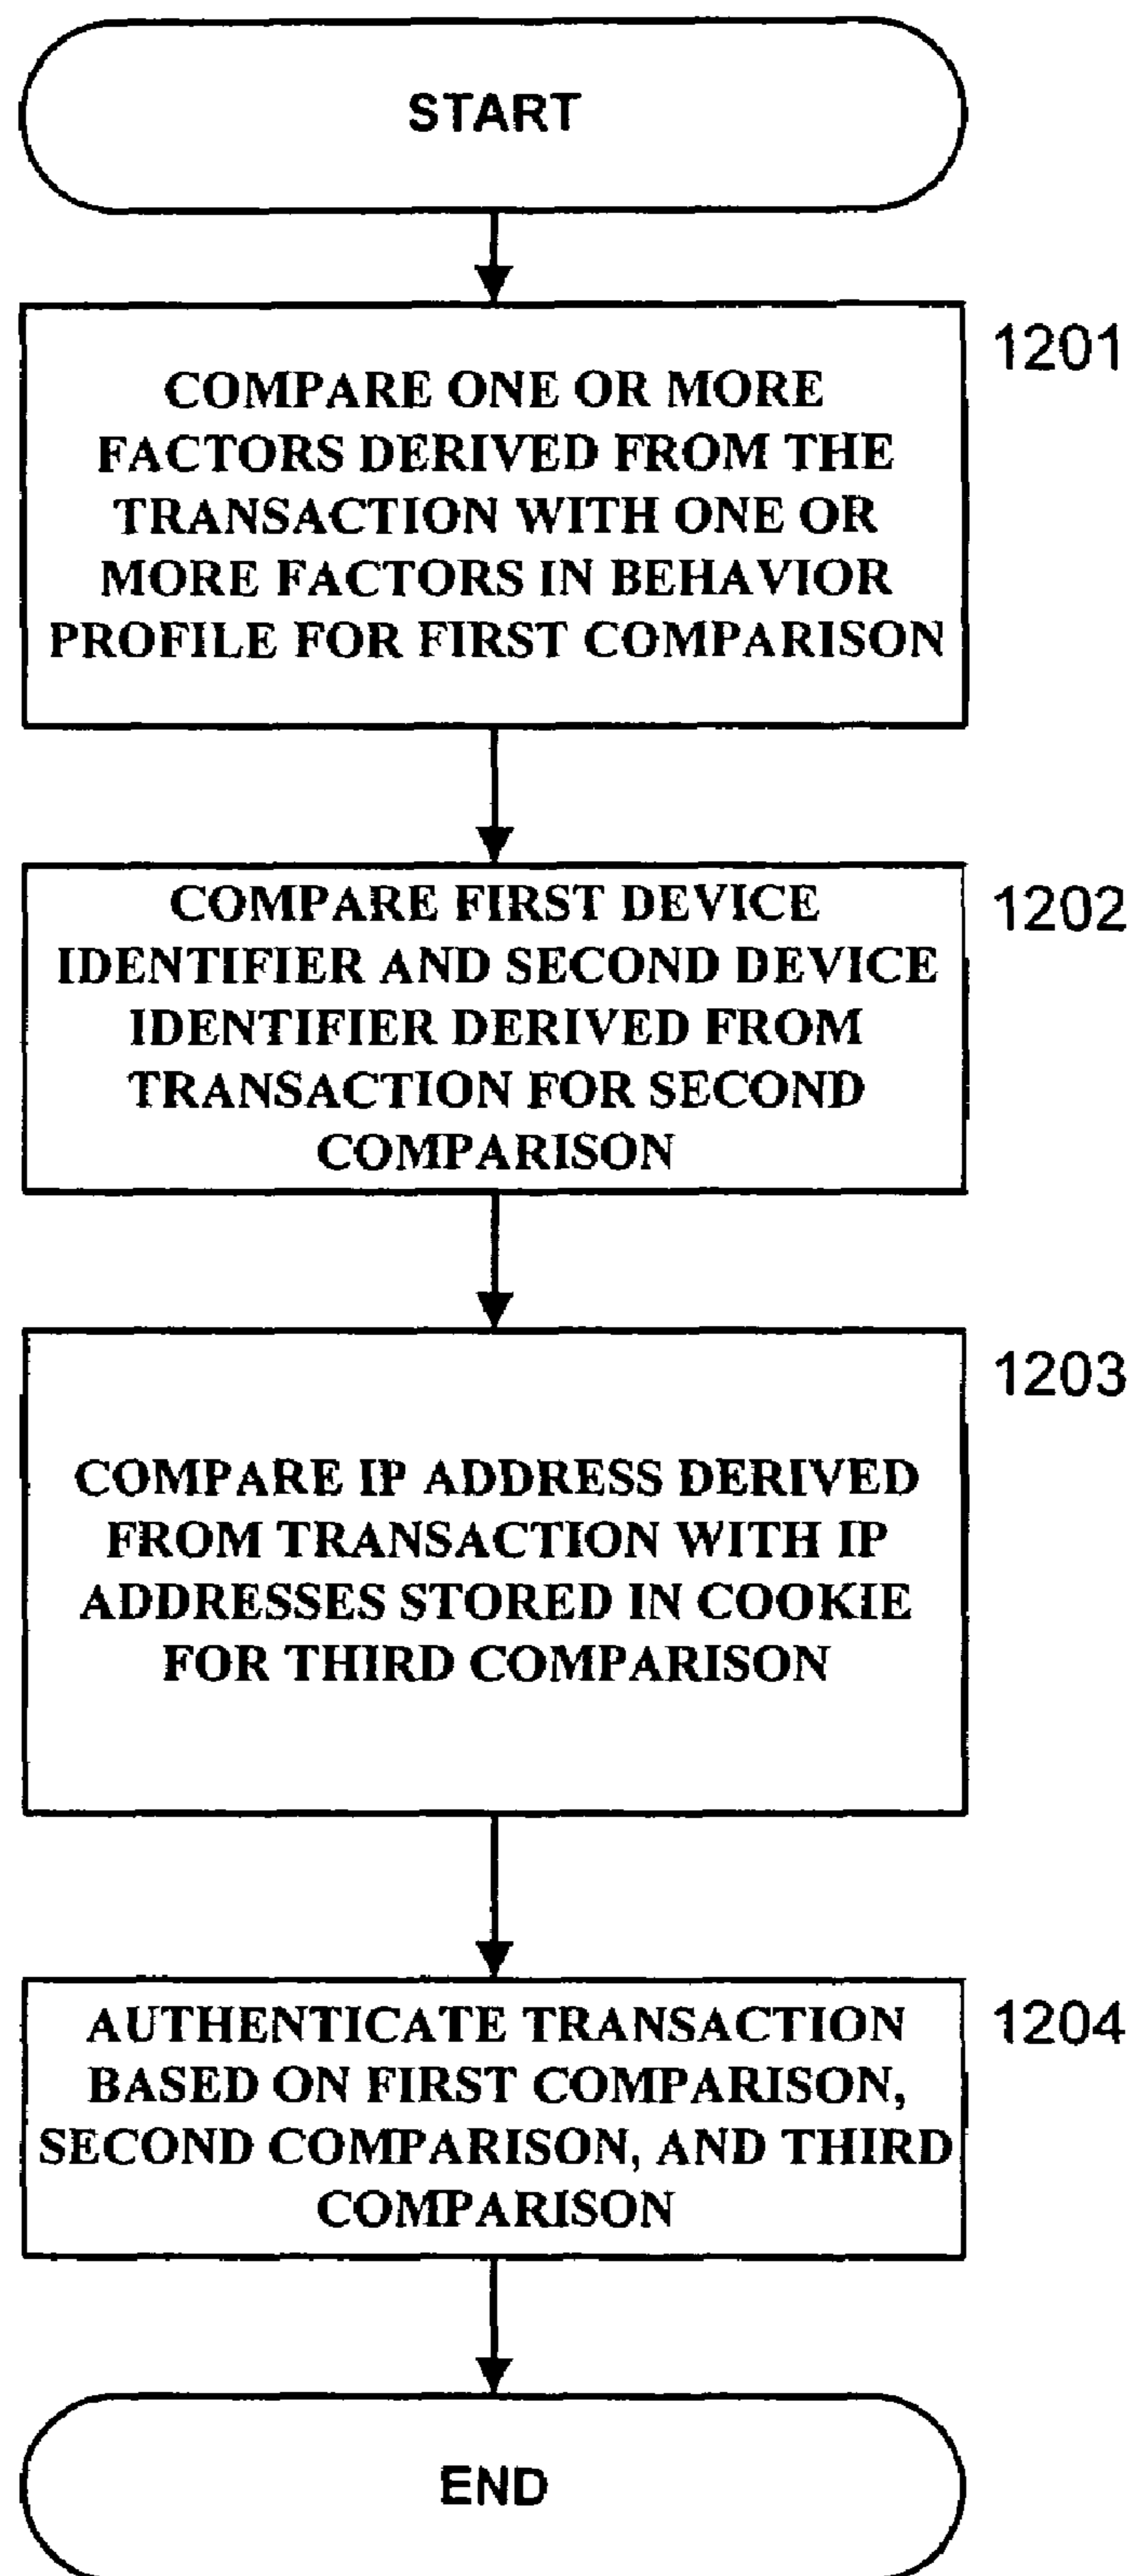 START
1201
COMPARE ONE OR MORE
FACTORS DERIVED FROM THE
TRANSACTION WITH ONE OR
MORE FACTORS IN BEHAVIOR
PROFILE FOR FIRST COMPARISON
1202
COMPARE FIRST DEVICE
IDENTIFIER AND SECOND DEVICE
IDENTIFIER DERIVED FROM
TRANSACTION FOR SECOND
COMPARISON
1203
COMPARE IP ADDRESS DERIVED
FROM TRANSACTION WITH IP
ADDRESSES STORED IN COOKIE
FOR THIRD COMPARISON
1204
AUTHENTICATE TRANSACTION
BASED ON FIRST COMPARISON,
SECOND COMPARISON, AND THIRD
COMPARISON
END